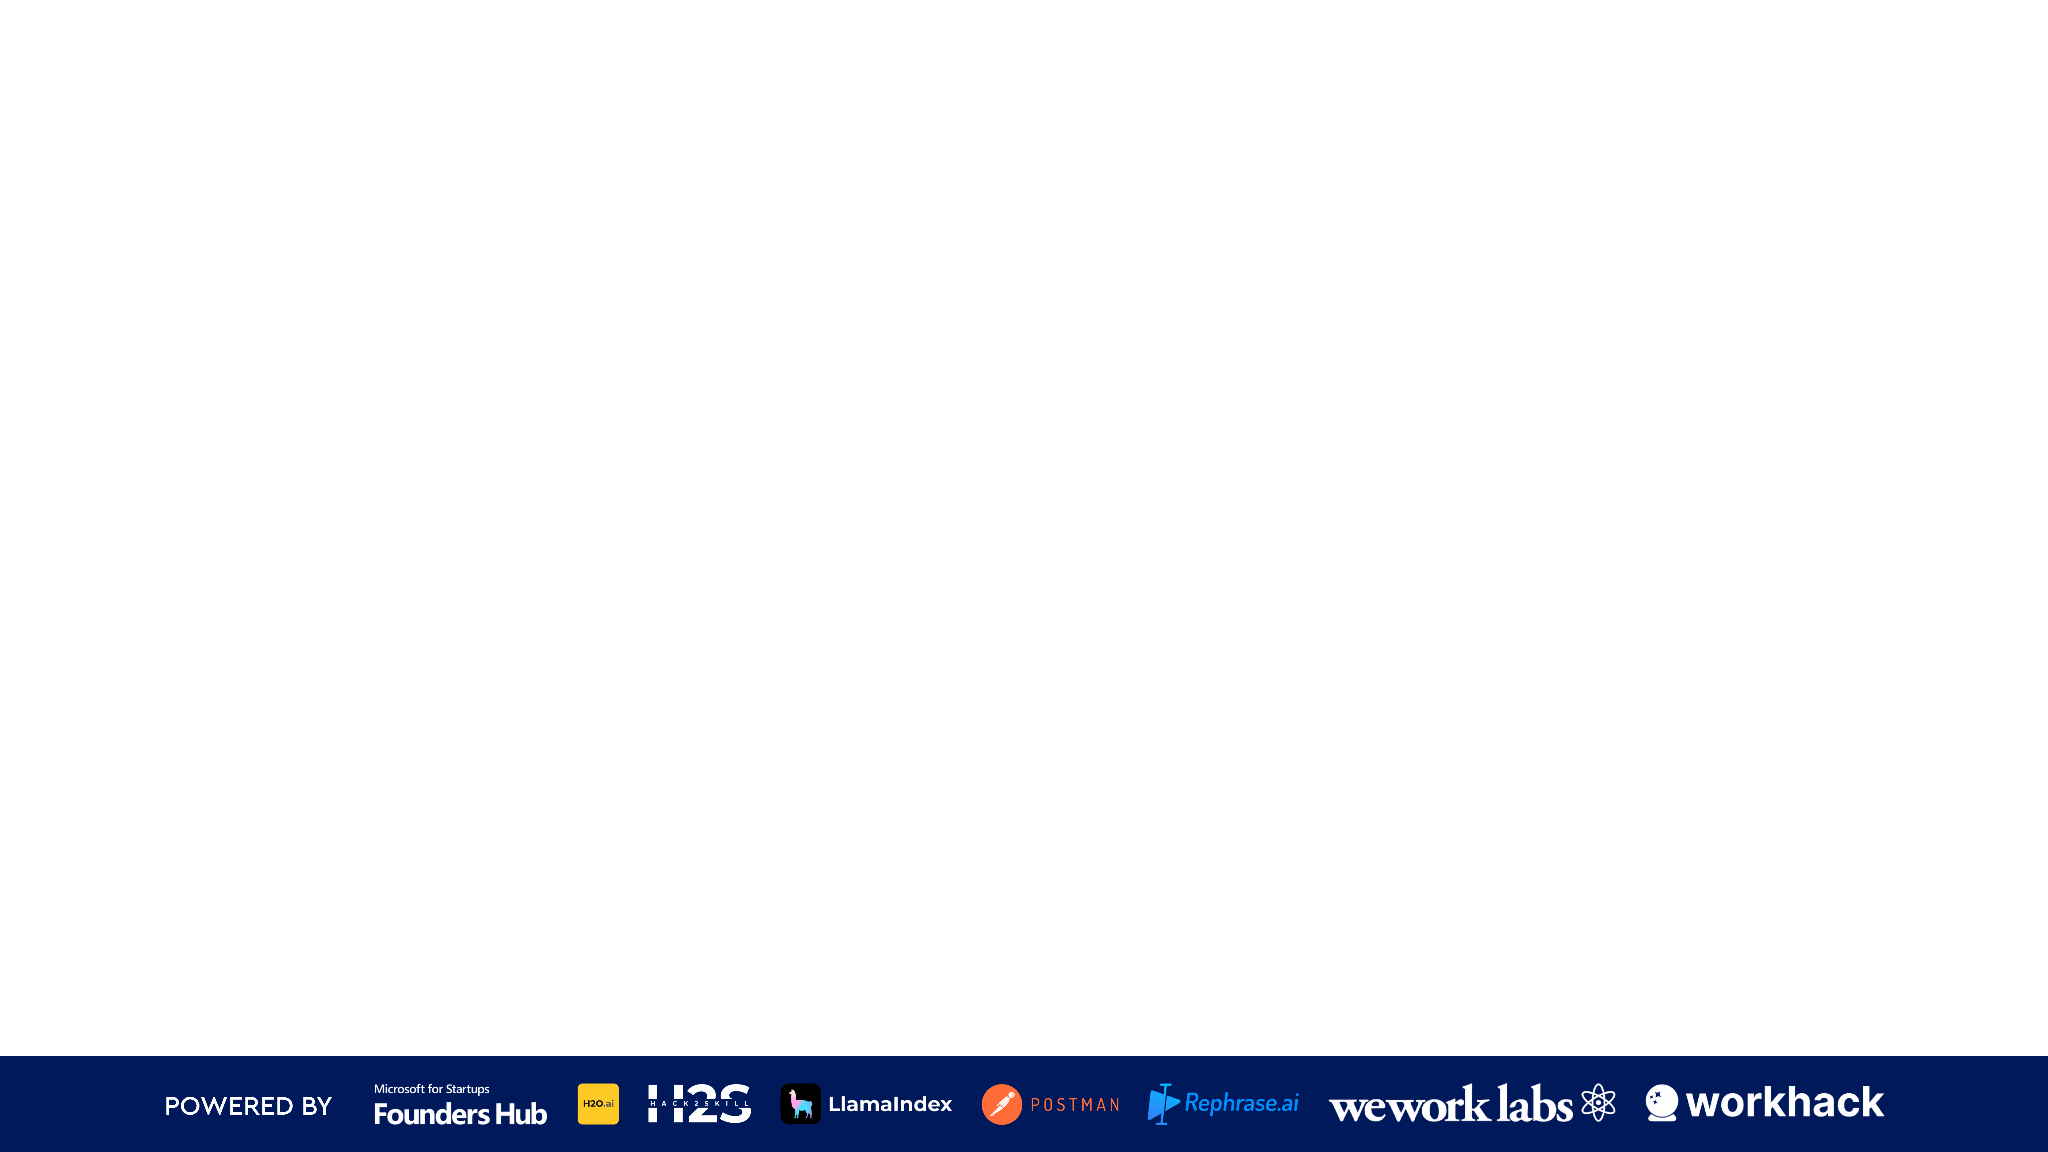 POWERED BY
Microsoft for Startups
Founders Hub
H2O.ai
H2S
HACK2SKILL
LlamaIndex
POSTMAN
Rephrase.ai
wework labs
workhack